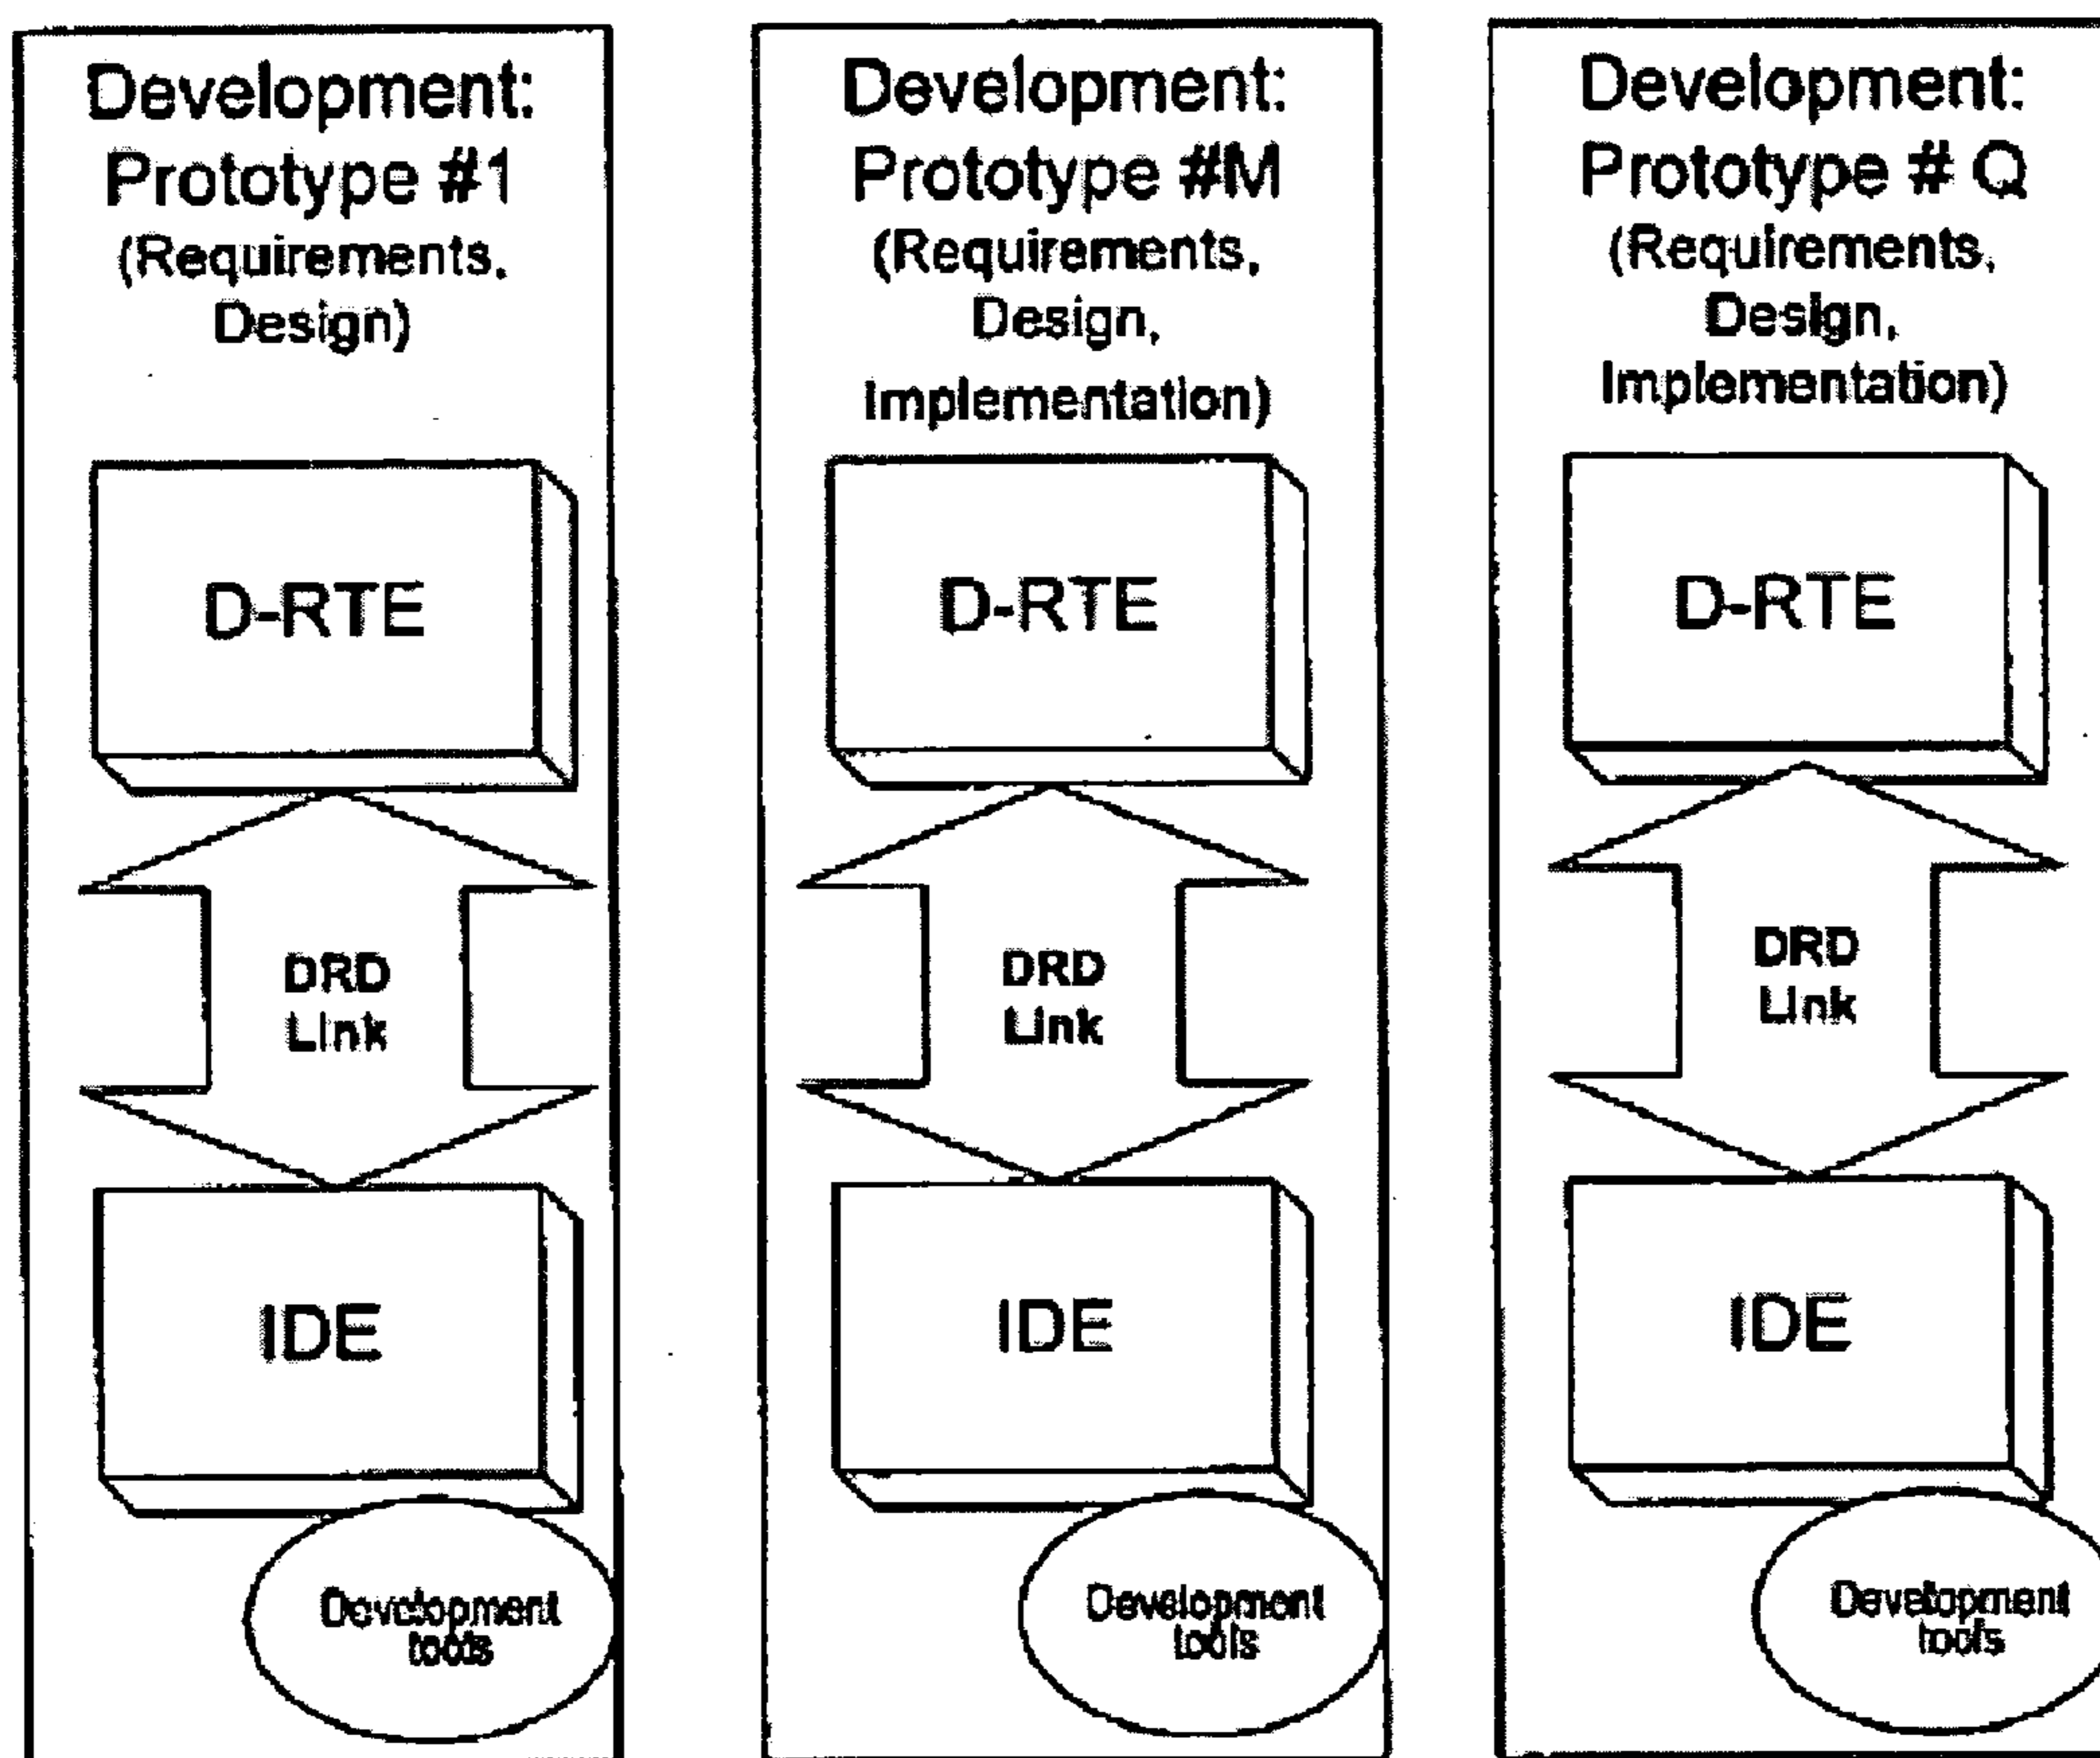 Development:
Prototype #1
(Requirements,
Design)
D-RTE
DRD
Link
IDE
Development
tools
Development:
Prototype #M
(Requirements,
Design,
Implementation)
D-RTE
DRD
Link
IDE
Development
tools
Development:
Prototype # Q
(Requirements,
Design,
Implementation)
D-RTE
DRD
Link
IDE
Development
tools